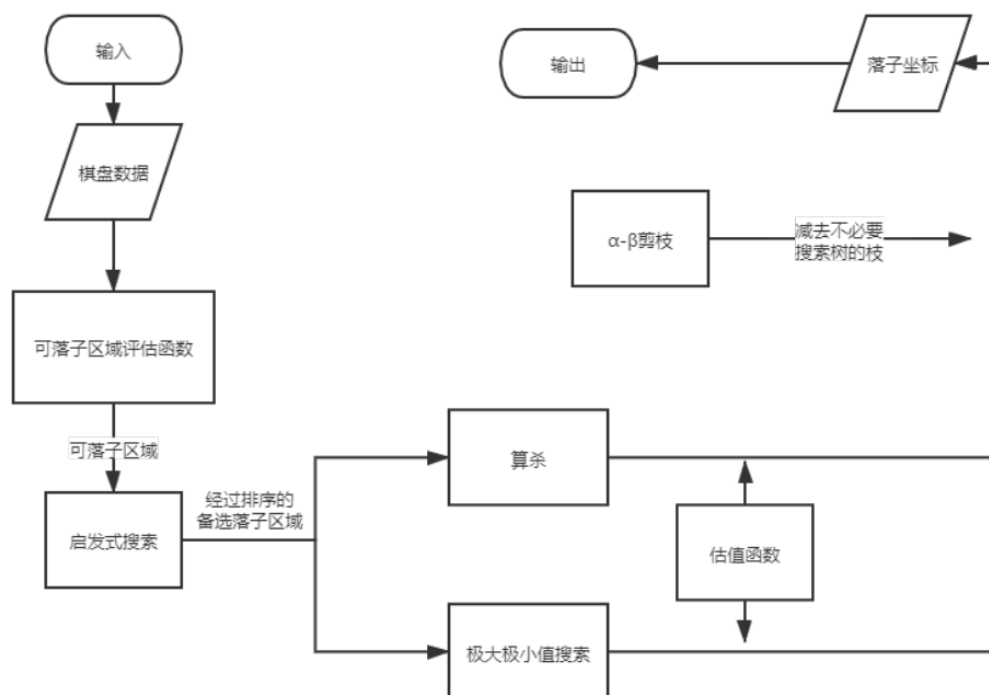 输入
输出
落子坐标
棋盘数据
α-β剪枝
减去不必要
搜索树的枝
可落子区域评估函数
可落子区域
算杀
经过排序的
备选落子区域
启发式搜索
估值函数
极大极小值搜索